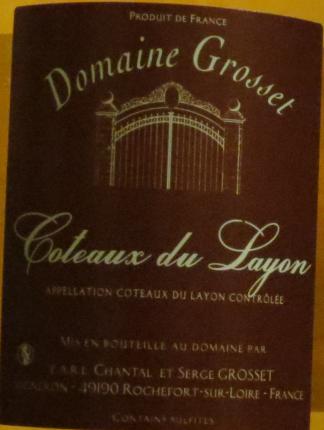 PRODUIT DE FRANCE
Domaine Grosset
Coteaux du Layon
APPELLATION COTEAUX DU LAYON CONTRÔLÉE
MIS EN BOUTEILLE AU DOMAINE PAR
E.A.R.L CHANTAL ET SERGE GROSSET
VIGNERON - 49190 ROCHEFORT-SUR-LOIRE - FRANCE
CONTAINS SULFITES